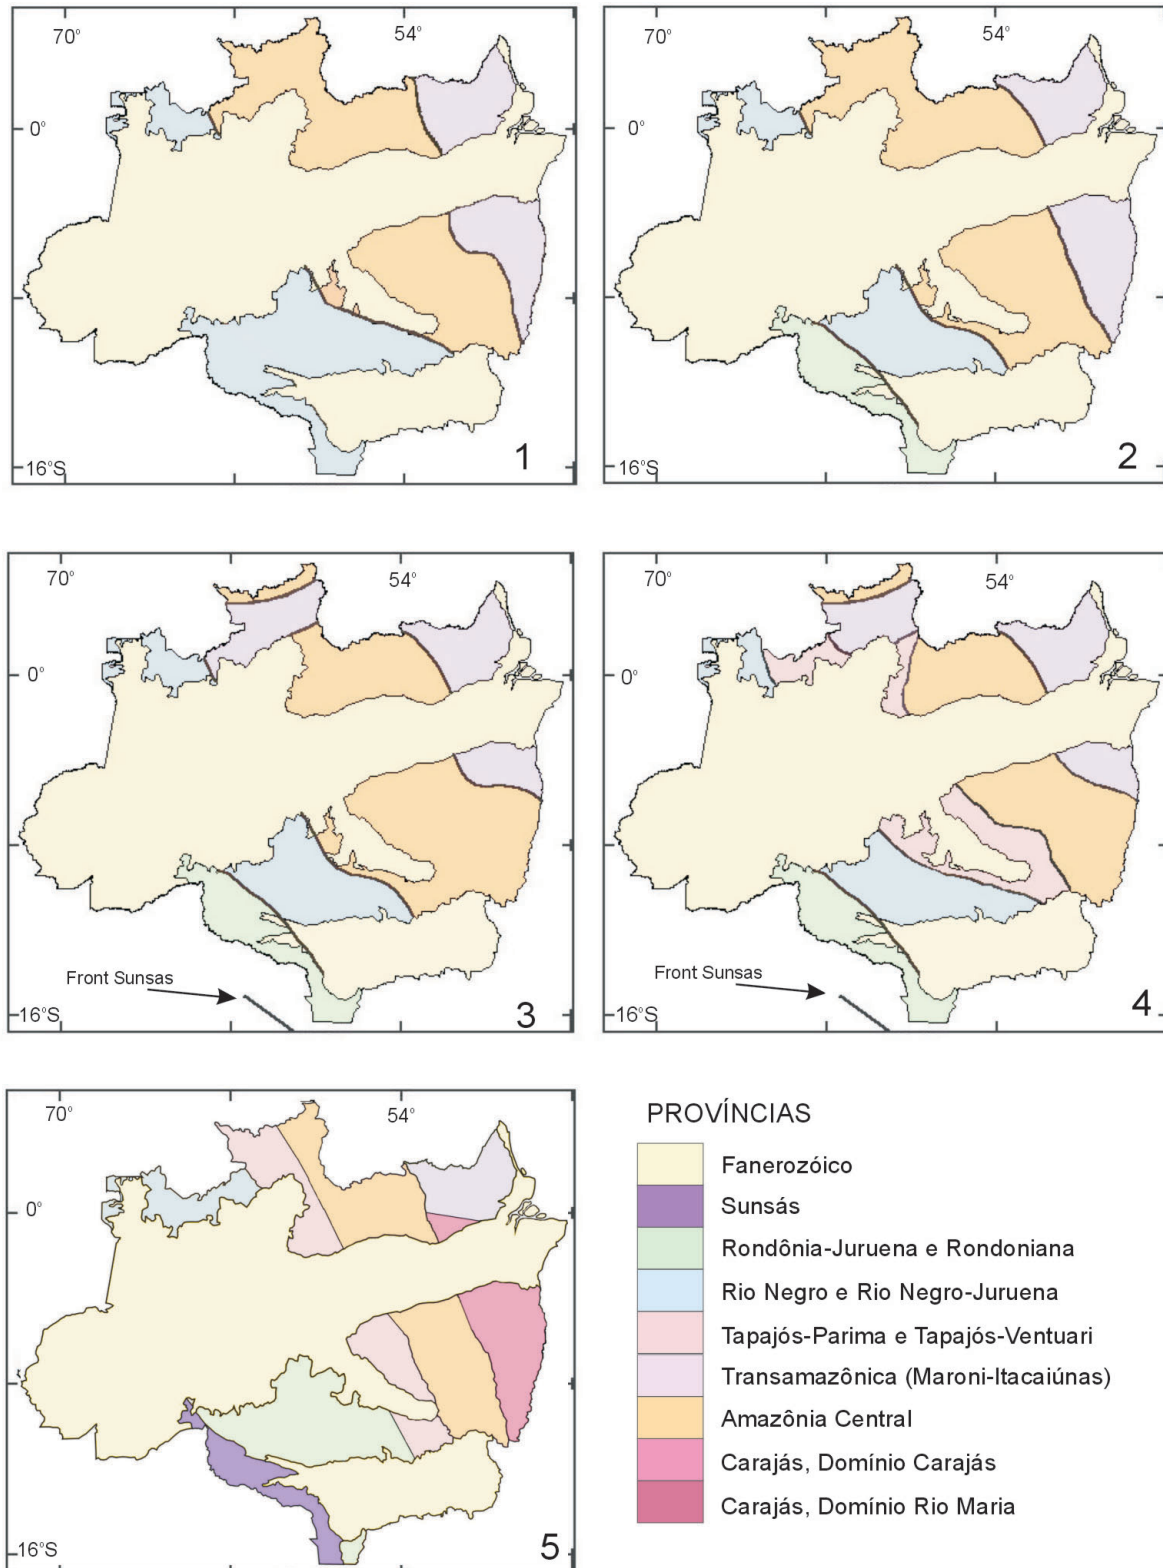 70°
54°
0°
16°S
1
70°
54°
0°
16°S
2
70°
54°
0°
Front Sunsas
16°S
3
70°
54°
0°
Front Sunsas
16°S
4
70°
54°
0°
16°S
5
PROVÍNCIAS
Fanerozóico
Sunsás
Rondônia-Juruena e Rondoniana
Rio Negro e Rio Negro-Juruena
Tapajós-Parima e Tapajós-Ventuari
Transamazônica (Maroni-Itacaiúnas)
Amazônia Central
Carajás, Domínio Carajás
Carajás, Domínio Rio Maria